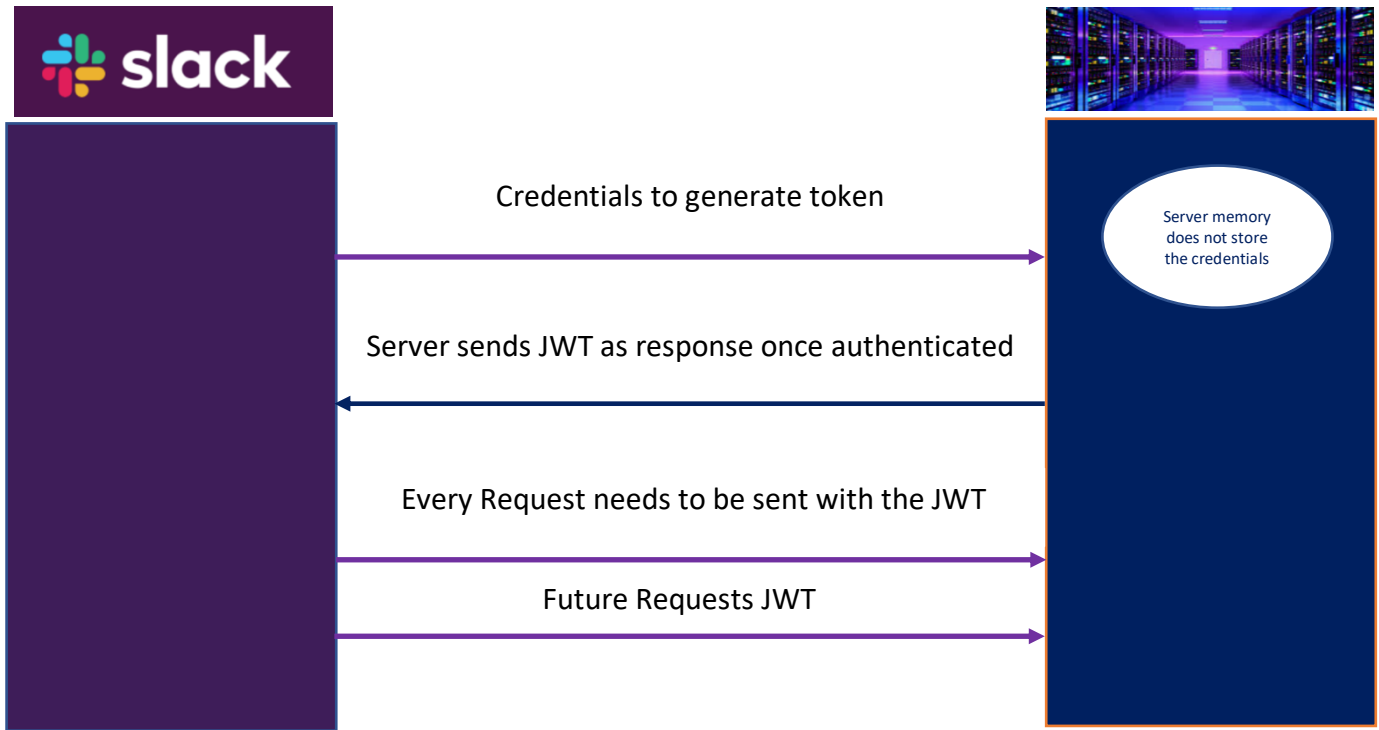 slack
Credentials to generate token
Server memory
does not store
the credentials
Server sends JWT as response once authenticated
Every Request needs to be sent with the JWT
Future Requests JWT